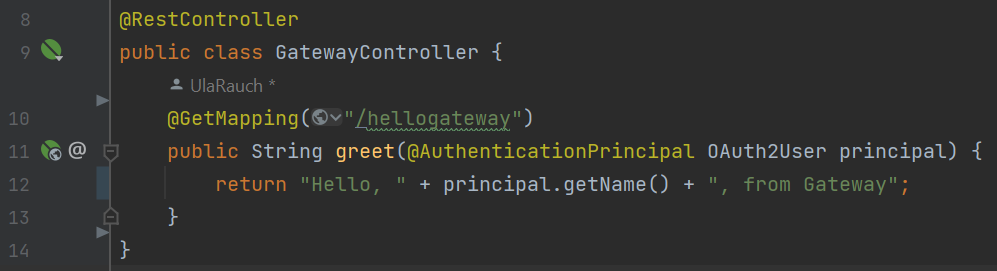 8 @RestController
9 public class GatewayController {
UlaRauch *
10 @GetMapping("/hellogateway")
11 @ public String greet(@AuthenticationPrincipal OAuth2User principal) {
12 return "Hello, " + principal.getName() + ", from Gateway";
13 }
14 }